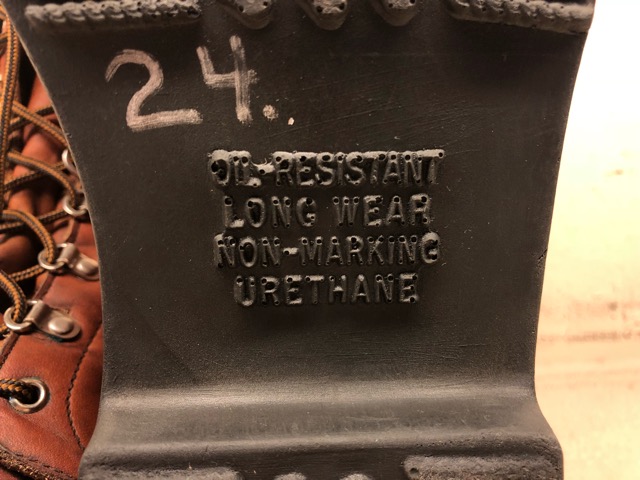 24.
OIL-RESISTANT
LONG WEAR
NON-MARKING
URETHANE